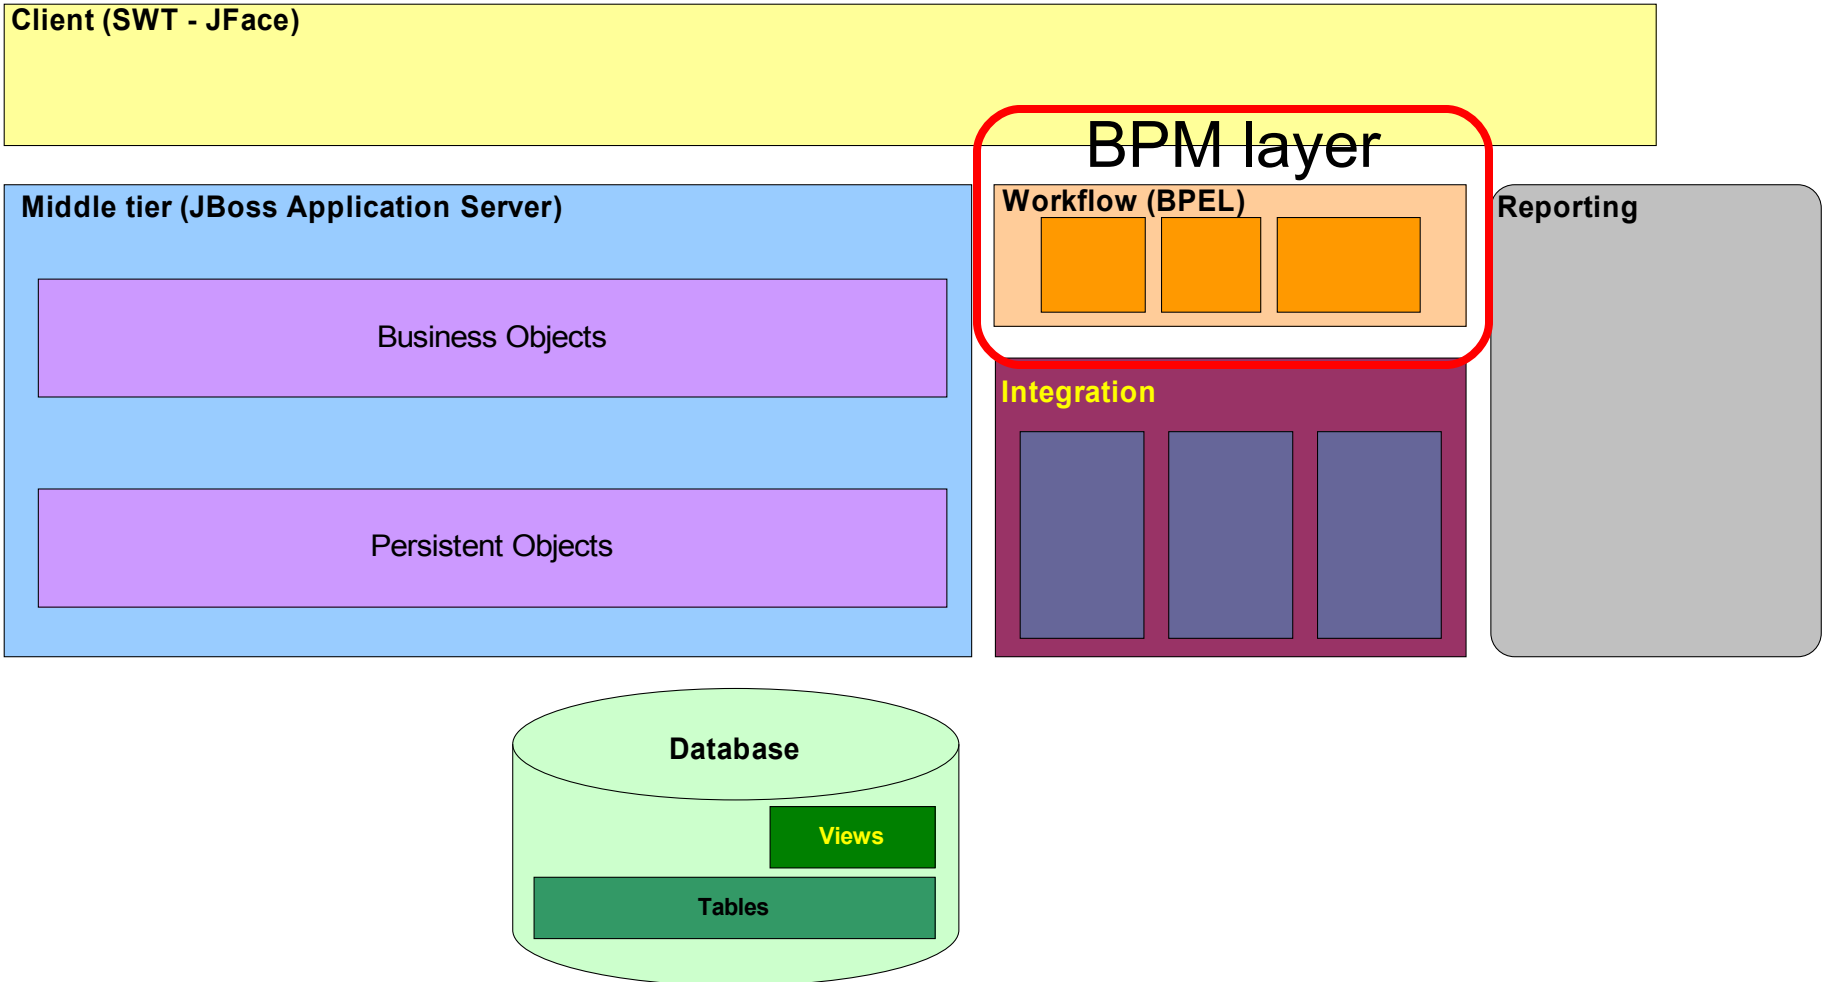 Client (SWT - JFace)
BPM layer
Middle tier (JBoss Application Server)
Workflow (BPEL)
Reporting
Business Objects
Integration
Persistent Objects
Database
Views
Tables